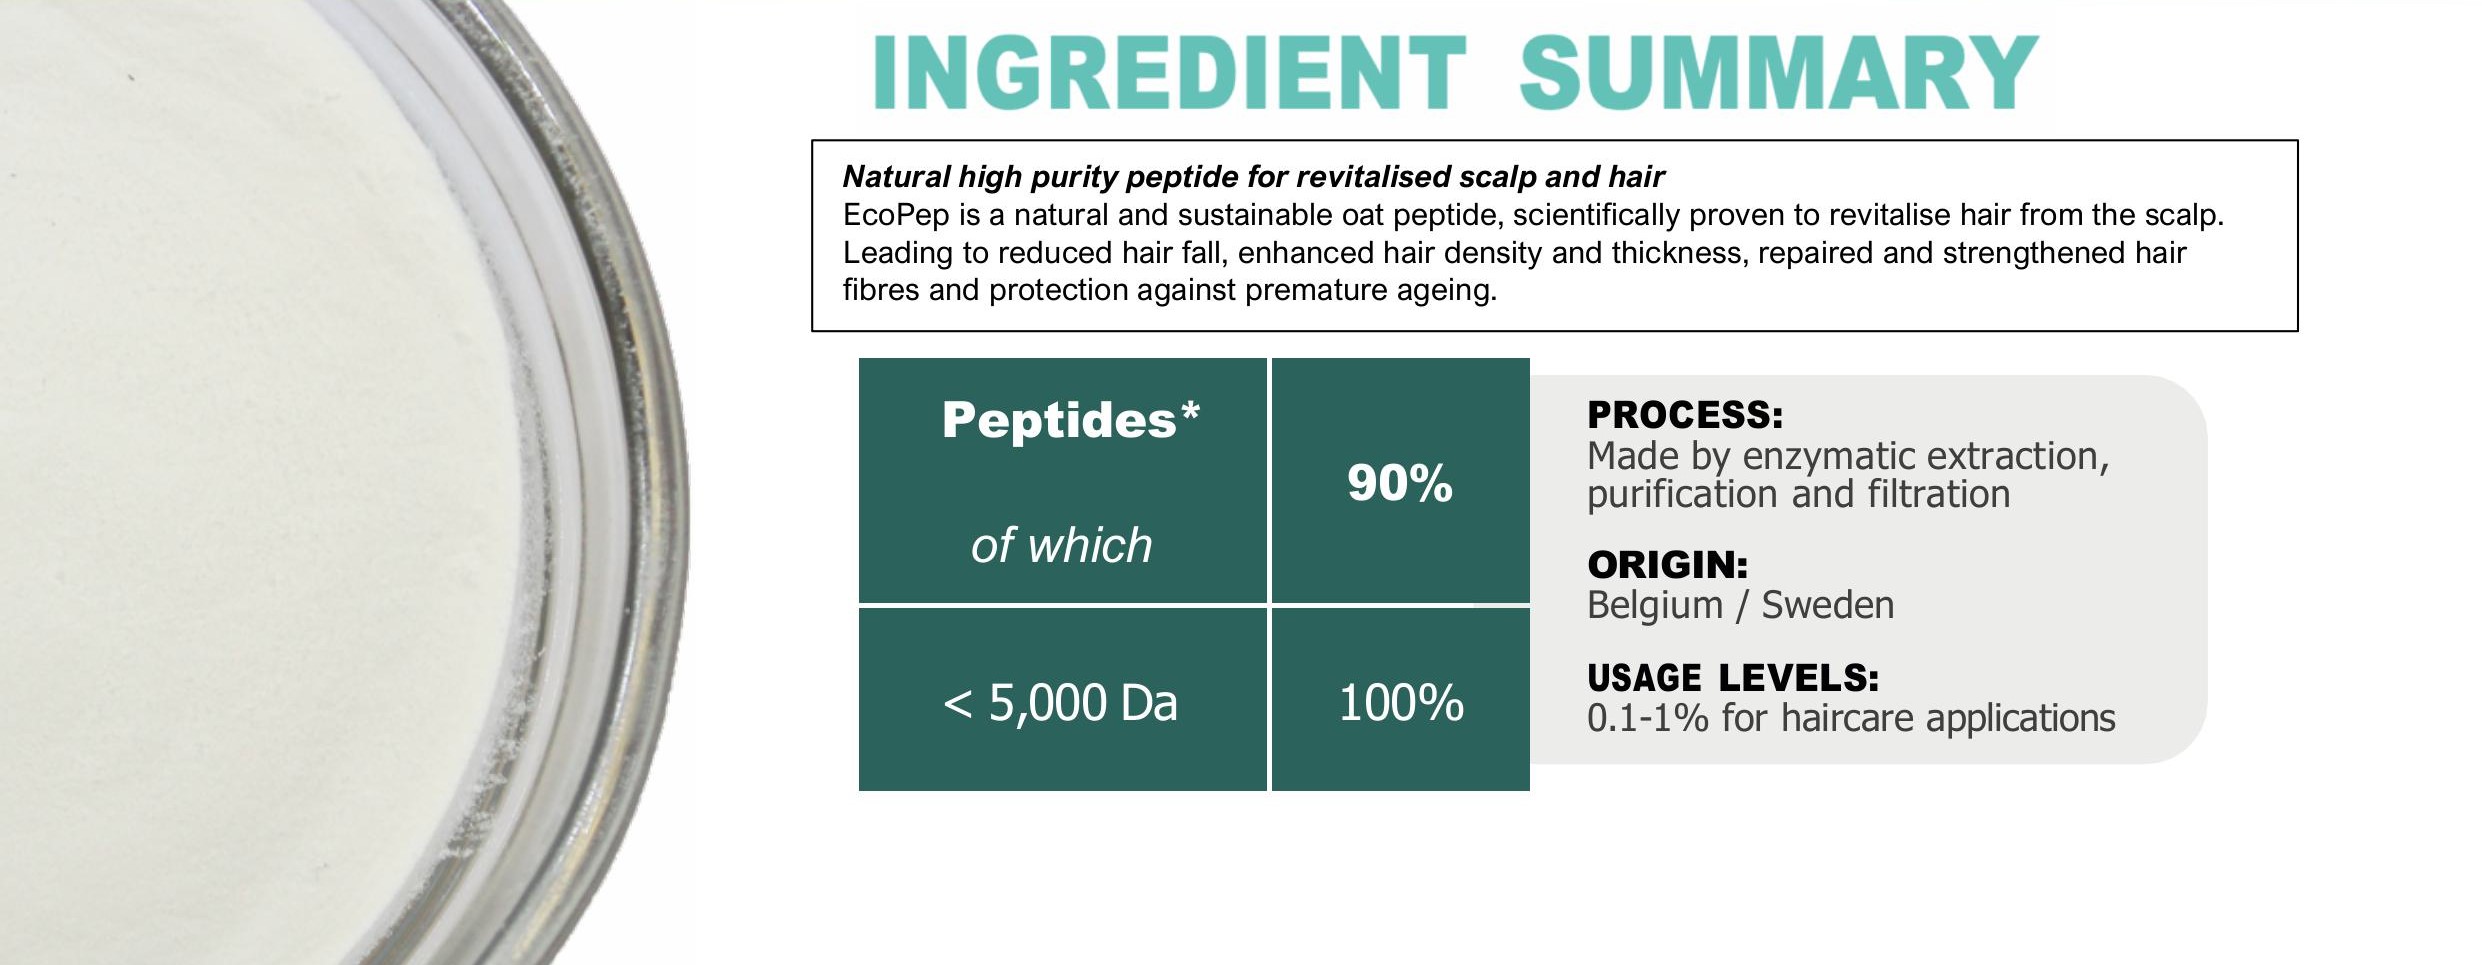 INGREDIENT SUMMARY
Natural high purity peptide for revitalised scalp and hair
EcoPep is a natural and sustainable oat peptide, scientifically proven to revitalise hair from the scalp.
Leading to reduced hair fall, enhanced hair density and thickness, repaired and strengthened hair
fibres and protection against premature ageing.
Peptides*
of which
90%
< 5,000 Da
100%
PROCESS:
Made by enzymatic extraction,
purification and filtration
ORIGIN:
Belgium / Sweden
USAGE LEVELS:
0.1-1% for haircare applications